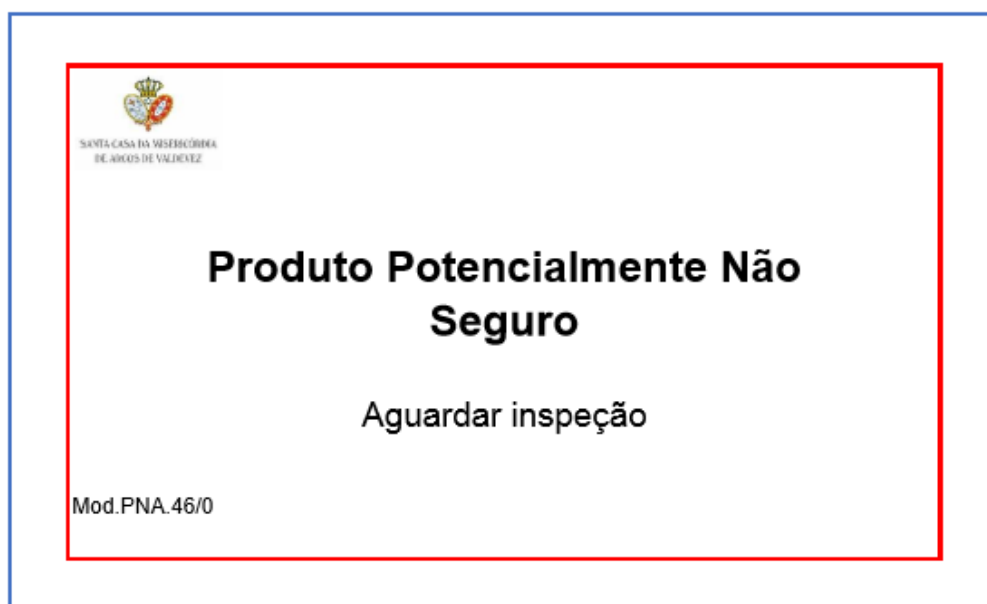 SANTA CASA DA MISERICÓRDIA
DE ARCOS DE VALDEVEZ
Produto Potencialmente Não
Seguro
Aguardar inspeção
Mod.PNA.46/0